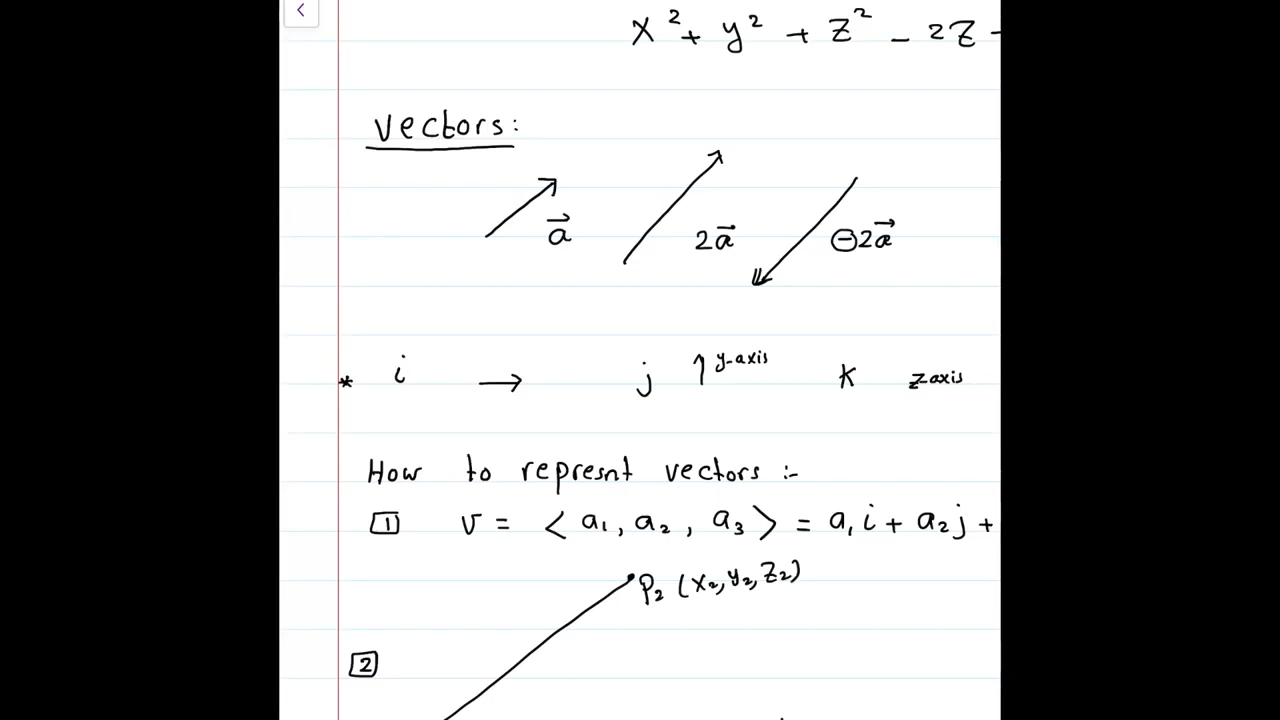 x² + y² + z² - 2z -
vectors:
a⃗ 2a⃗ ⊖2a⃗
* i → j ↑ y-axis k z axis
How to represnt vectors :-
1 v = < a₁, a₂, a₃ > = a₁i + a₂j +
P₂ (x₂, y₂, z₂)
2